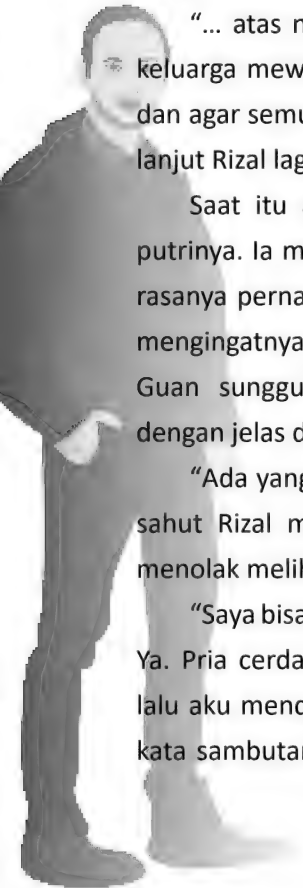 “... atas
keluarga mew
dan agar semu
lanjut Rizal lag
Saat itu
putrinya. Ia m
rasanya perna
mengingatnya
Guan sunggu
dengan jelas d
“Ada yang
sahut Rizal m
menolak melih
“Saya bisa
Ya. Pria cerda
lalu aku menc
kata sambutan